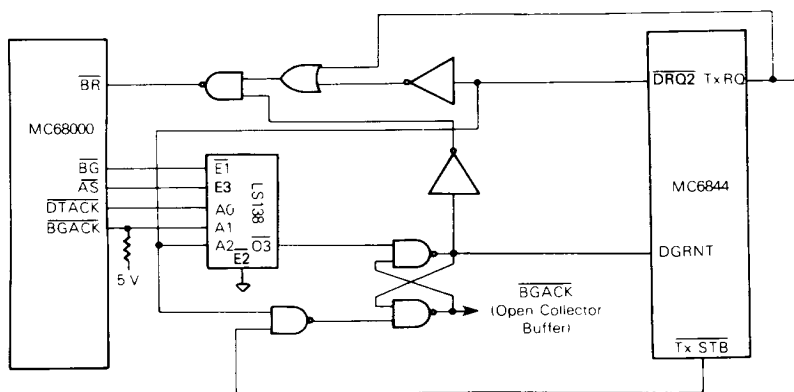 BR
MC68000
BG
AS
DTACK
BGACK
5 V
E1
E3
A0
A1
A2
E2
O3
LS138
BGACK
(Open Collector
Buffer)
DRQ2
TxRQ
MC6844
DGRNT
Tx STB